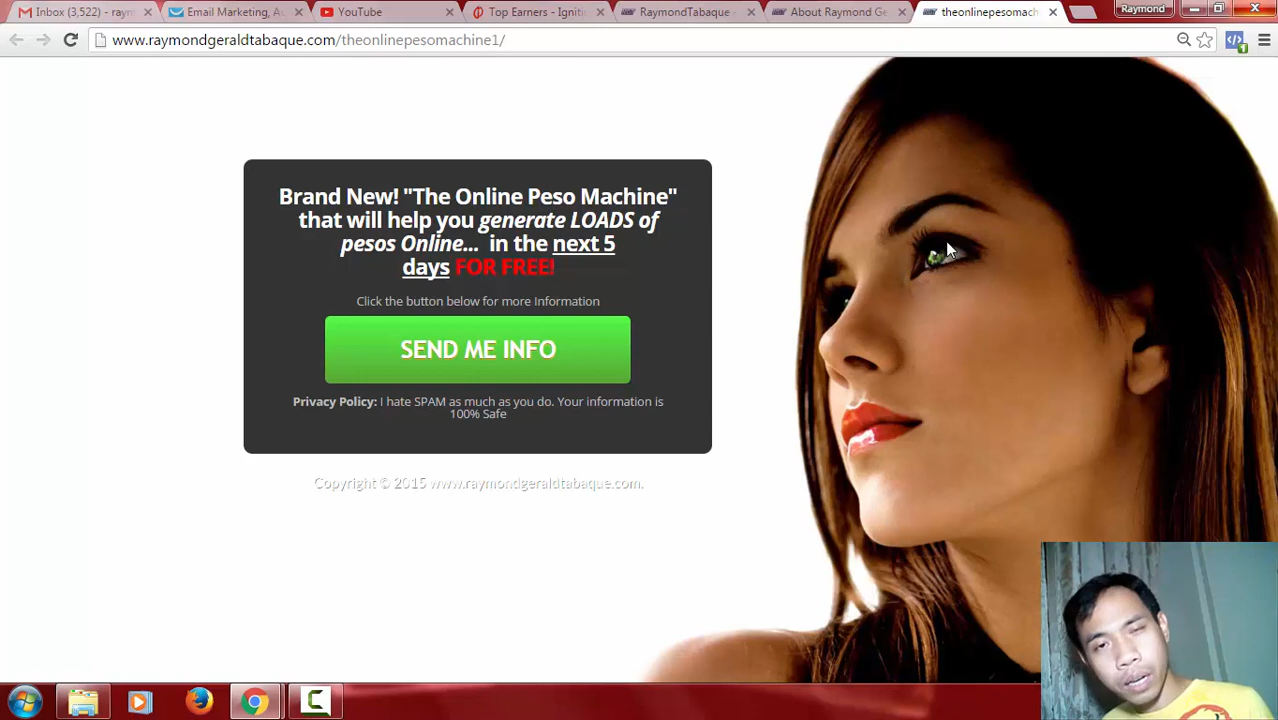 Inbox (3,522) - raym
Email Marketing, Au
YouTube
Top Earners - Igniti
RaymondTabaque -
About Raymond Ge
theonlinepesomach
Raymond
www.raymondgeraldtabaque.com/theonlinepesomachine1/
Brand New! "The Online Peso Machine"
that will help you generate LOADS of
pesos Online... in the next 5
days FOR FREE!
Click the button below for more Information
SEND ME INFO
Privacy Policy: I hate SPAM as much as you do. Your information is
100% Safe
Copyright © 2015 www.raymondgeraldtabaque.com.